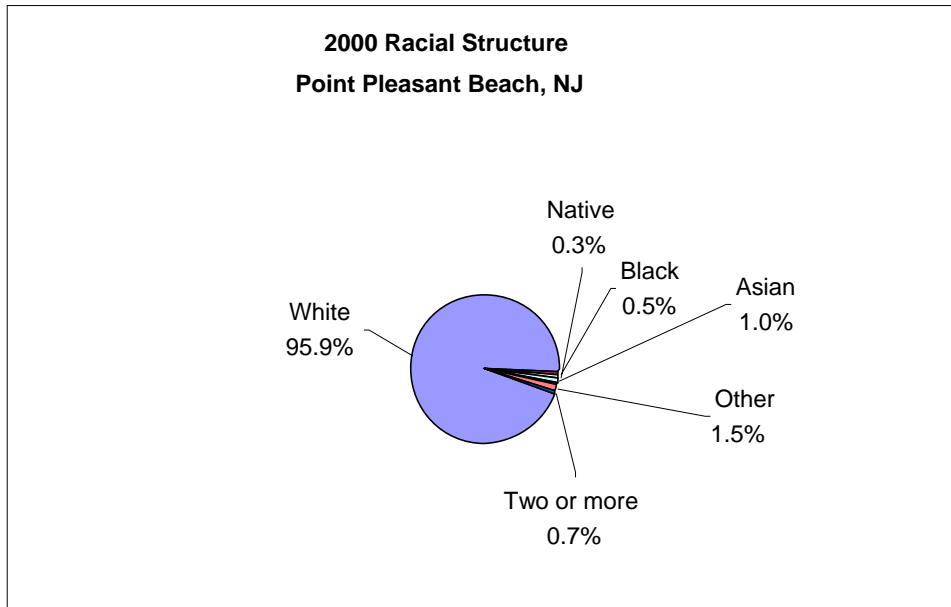 2000 Racial Structure
Point Pleasant Beach, NJ
Native
0.3%
Black
0.5%
Asian
1.0%
White
95.9%
Other
1.5%
Two or more
0.7%